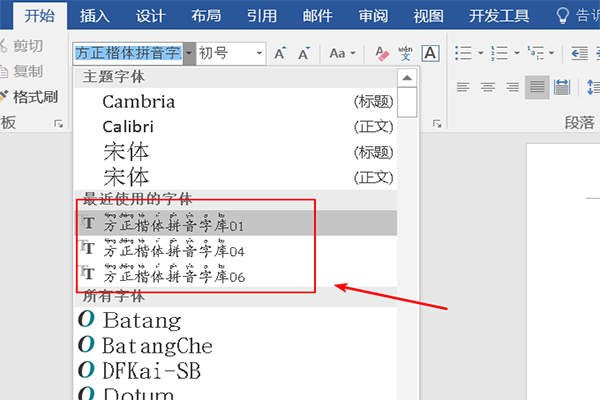 开始 插入 设计 布局 引用 邮件 审阅 视图 开发工具 告诉
剪切
复制
格式刷
板
方正楷体拼音字 初号 A A Aa A wén 文 A
段落
主题字体
Cambria (标题)
Calibri (正文)
宋体 (标题)
宋体 (正文)
最近使用的字体
方正楷体拼音字库01
方正楷体拼音字库04
方正楷体拼音字库06
所有字体
Batang
BatangChe
DFKai-SB
Dotum